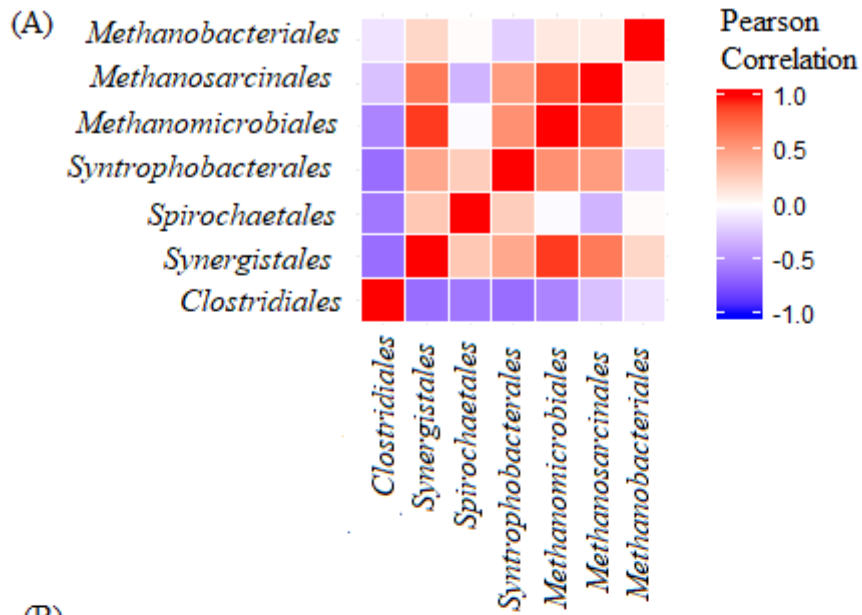 (A)
Methanobacteriales
Methanosarcinales
Methanomicrobiales
Syntrophobacterales
Spirochaetales
Synergistales
Clostridiales
Clostridiales
Synergistales
Spirochaetales
Syntrophobacterales
Methanomicrobiales
Methanosarcinales
Methanobacteriales
Pearson
Correlation
1.0
0.5
0.0
-0.5
-1.0
(B)